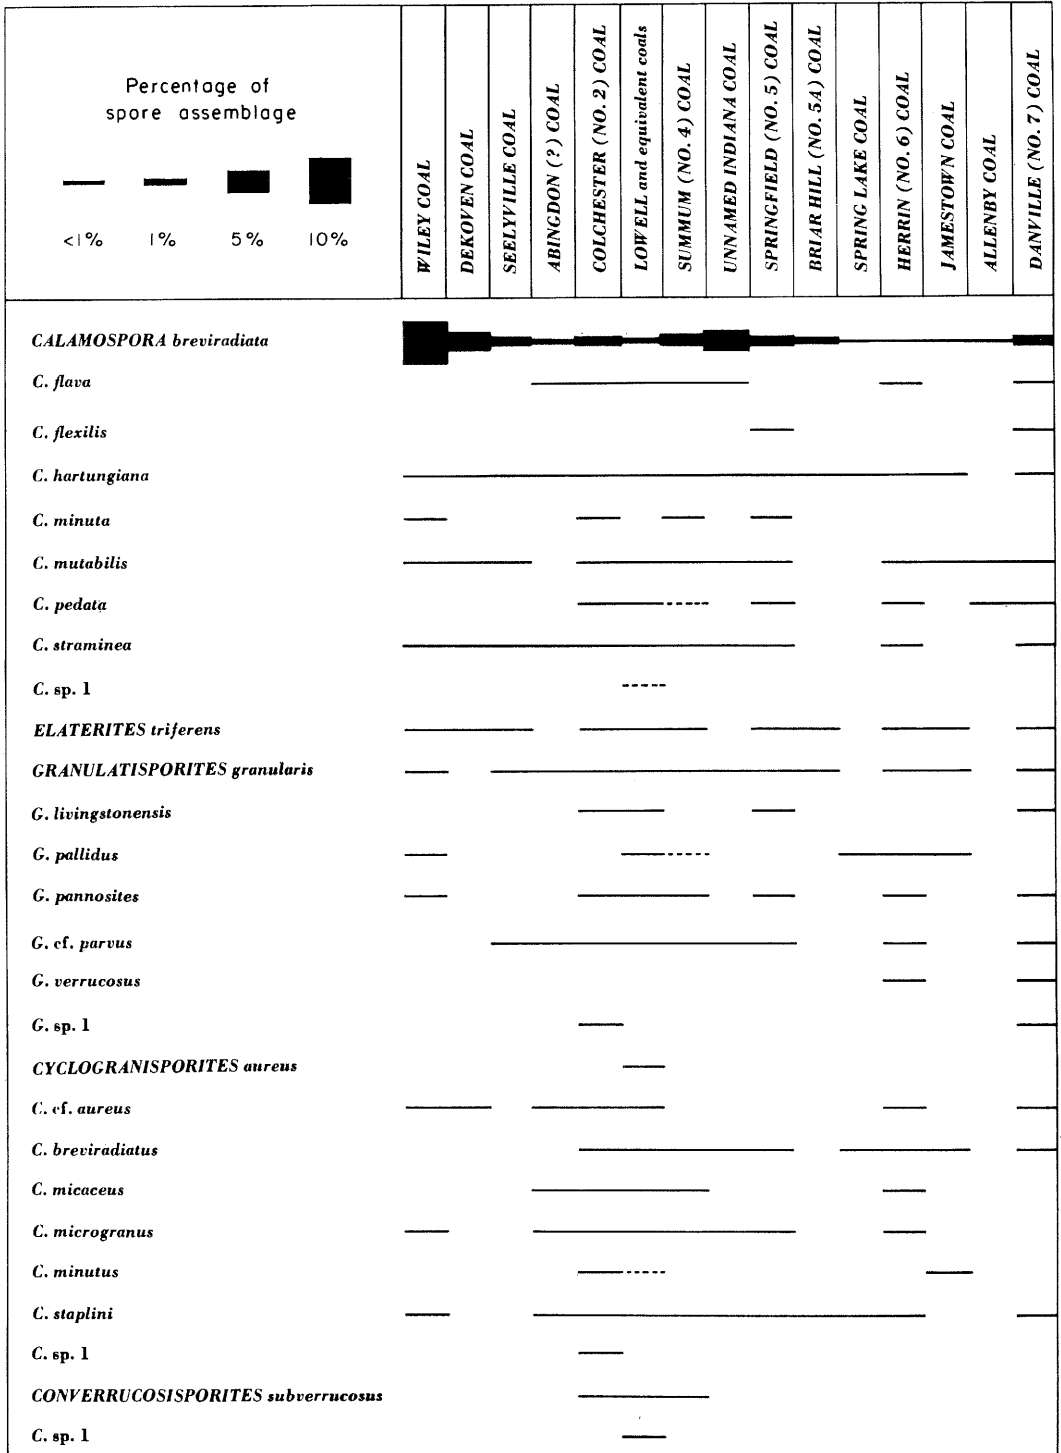 Percentage of
spore assemblage
<1%
1%
5%
10%
WILEY COAL
DEKOVEN COAL
SEELYVILLE COAL
ABINGDON (?) COAL
COLCHESTER (NO. 2) COAL
LOWELL and equivalent coals
SUMMUM (NO. 4) COAL
UNNAMED INDIANA COAL
SPRINGFIELD (NO. 5) COAL
BRIAR HILL (NO. 5A) COAL
SPRING LAKE COAL
HERRIN (NO. 6) COAL
JAMESTOWN COAL
ALLENBY COAL
DANVILLE (NO. 7) COAL
CALAMOSPORA breviradiata
C. flava
C. flexilis
C. hartungiana
C. minuta
C. mutabilis
C. pedata
C. straminea
C. sp. 1
ELATERITES triferens
GRANULATISPORITES granularis
G. livingstonensis
G. pallidus
G. pannosites
G. cf. parvus
G. verrucosus
G. sp. 1
CYCLOGRANISPORITES aureus
C. cf. aureus
C. breviradiatus
C. micaceus
C. microgranus
C. minutus
C. staplini
C. sp. 1
CONVERRUCOSISPORITES subverrucosus
C. sp. 1